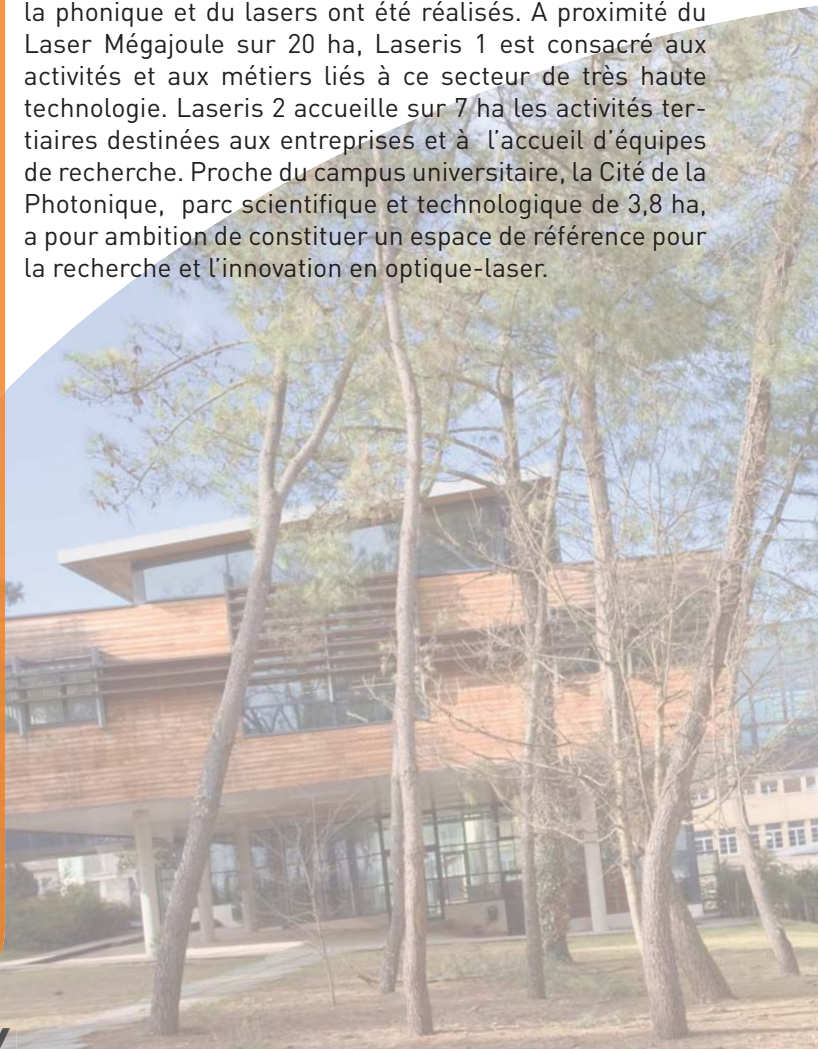 la phonique et du lasers ont été réalisés. A proximité du
Laser Mégajoule sur 20 ha, Laseris 1 est consacré aux
activités et aux métiers liés à ce secteur de très haute
technologie. Laseris 2 accueille sur 7 ha les activités ter-
tiaires destinées aux entreprises et à  l’accueil d’équipes
de recherche. Proche du campus universitaire, la Cité de la
Photonique,  parc scientifique et technologique de 3,8 ha,
a pour ambition de constituer un espace de référence pour
la recherche et l’innovation en optique-laser.